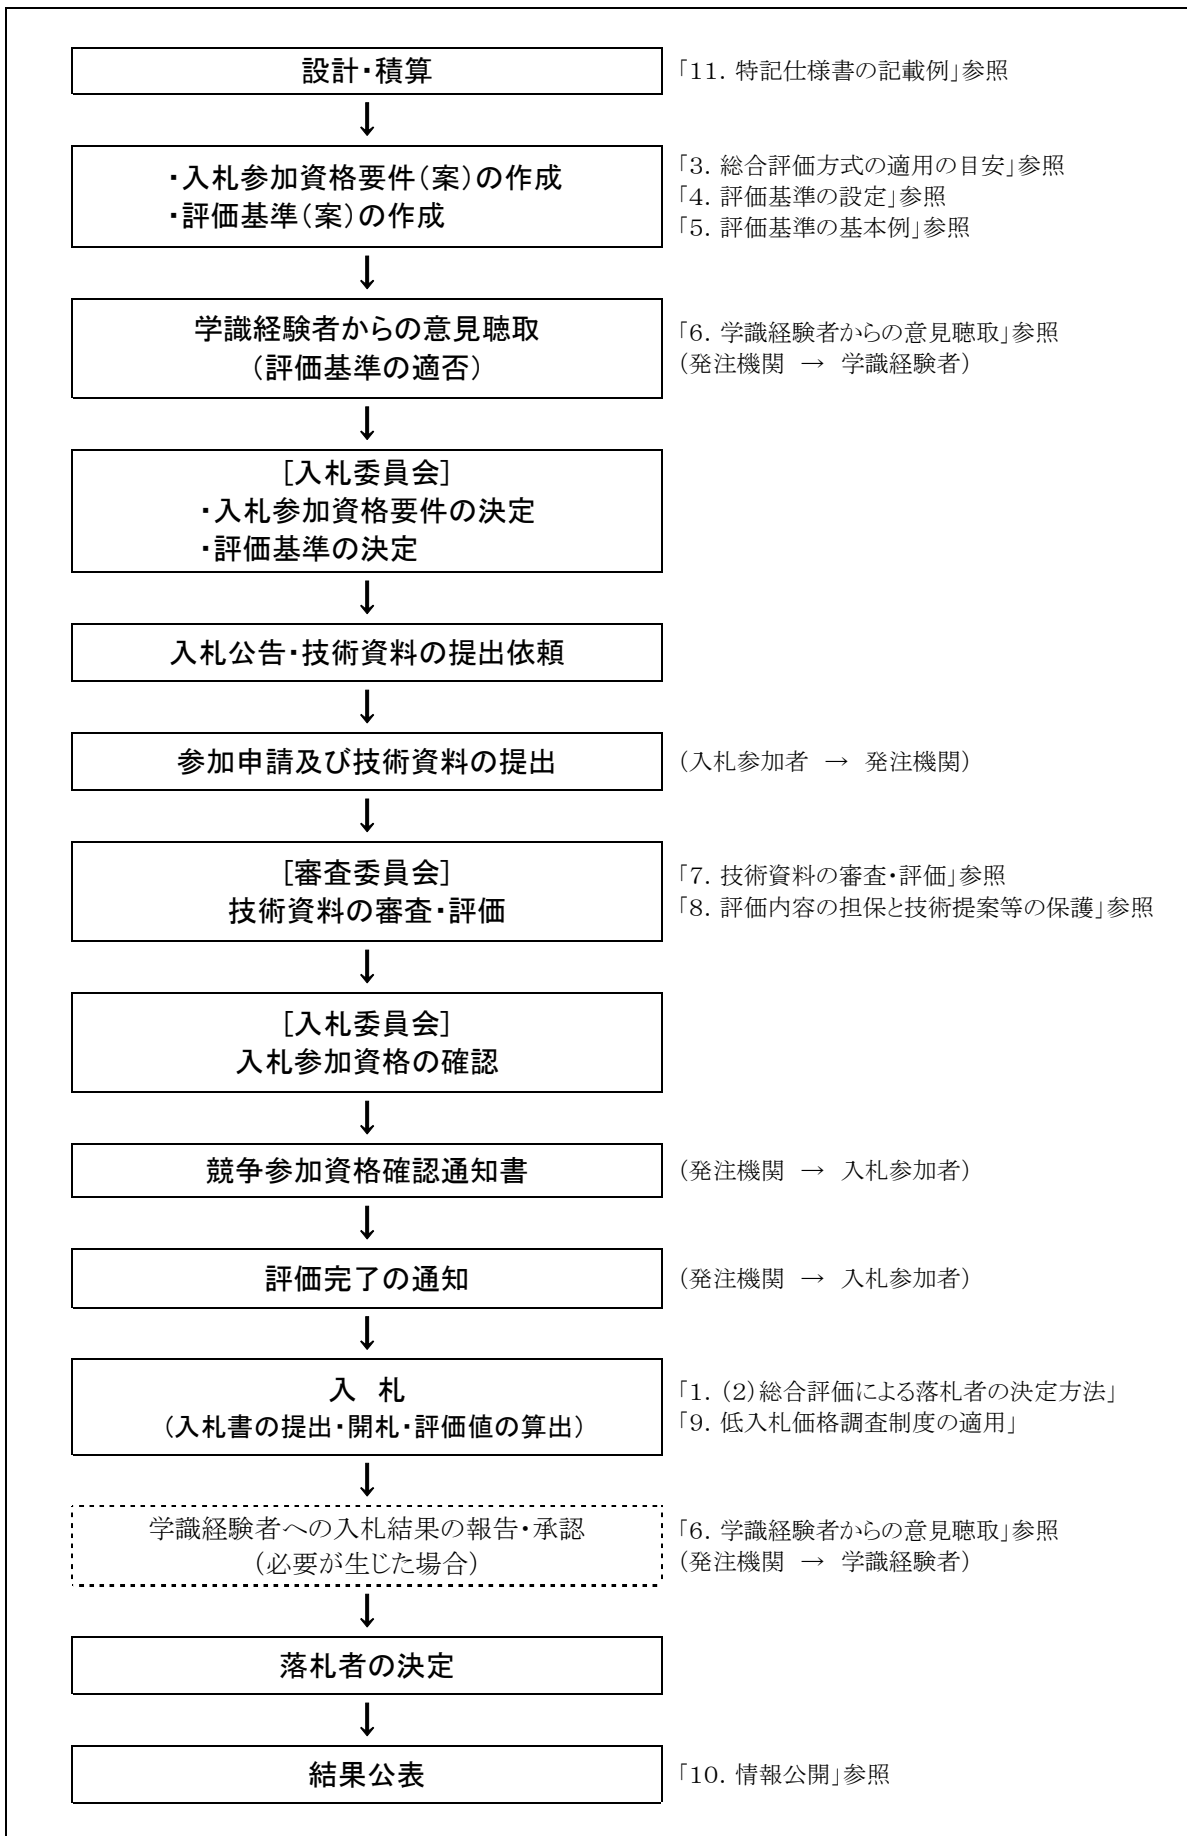 設計・積算
「11．特記仕様書の記載例」参照
・入札参加資格要件（案）の作成
・評価基準（案）の作成
「3．総合評価方式の適用の目安」参照
「4．評価基準の設定」参照
「5．評価基準の基本例」参照
学識経験者からの意見聴取
（評価基準の適否）
「6．学識経験者からの意見聴取」参照
（発注機関　→　学識経験者）
［入札委員会］
・入札参加資格要件の決定
・評価基準の決定
入札公告・技術資料の提出依頼
参加申請及び技術資料の提出
（入札参加者　→　発注機関）
［審査委員会］
技術資料の審査・評価
「7．技術資料の審査・評価」参照
「8．評価内容の担保と技術提案等の保護」参照
［入札委員会］
入札参加資格の確認
競争参加資格確認通知書
（発注機関　→　入札参加者）
評価完了の通知
（発注機関　→　入札参加者）
入　札
（入札書の提出・開札・評価値の算出）
「1．（2）総合評価による落札者の決定方法」
「9．低入札価格調査制度の適用」
学識経験者への入札結果の報告・承認
（必要が生じた場合）
「6．学識経験者からの意見聴取」参照
（発注機関　→　学識経験者）
落札者の決定
結果公表
「10．情報公開」参照